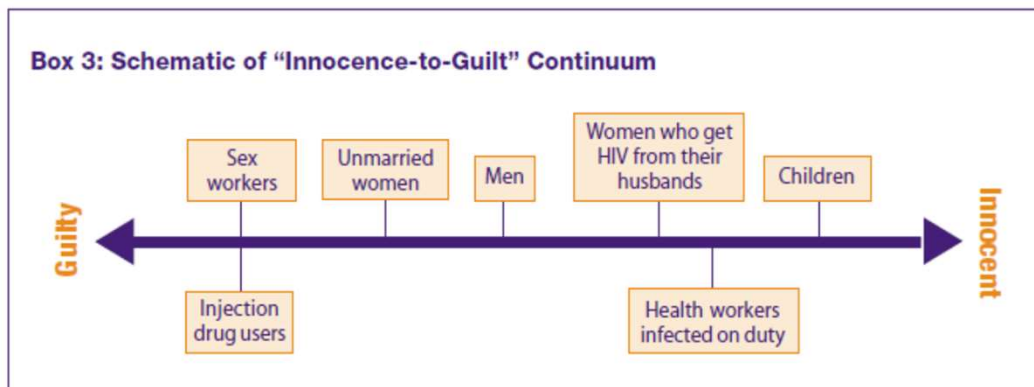 Box 3: Schematic of “Innocence-to-Guilt” Continuum
Sex
workers
Unmarried
women
Men
Women who get
HIV from their
husbands
Children
Guilty
Innocent
Injection
drug users
Health workers
infected on duty